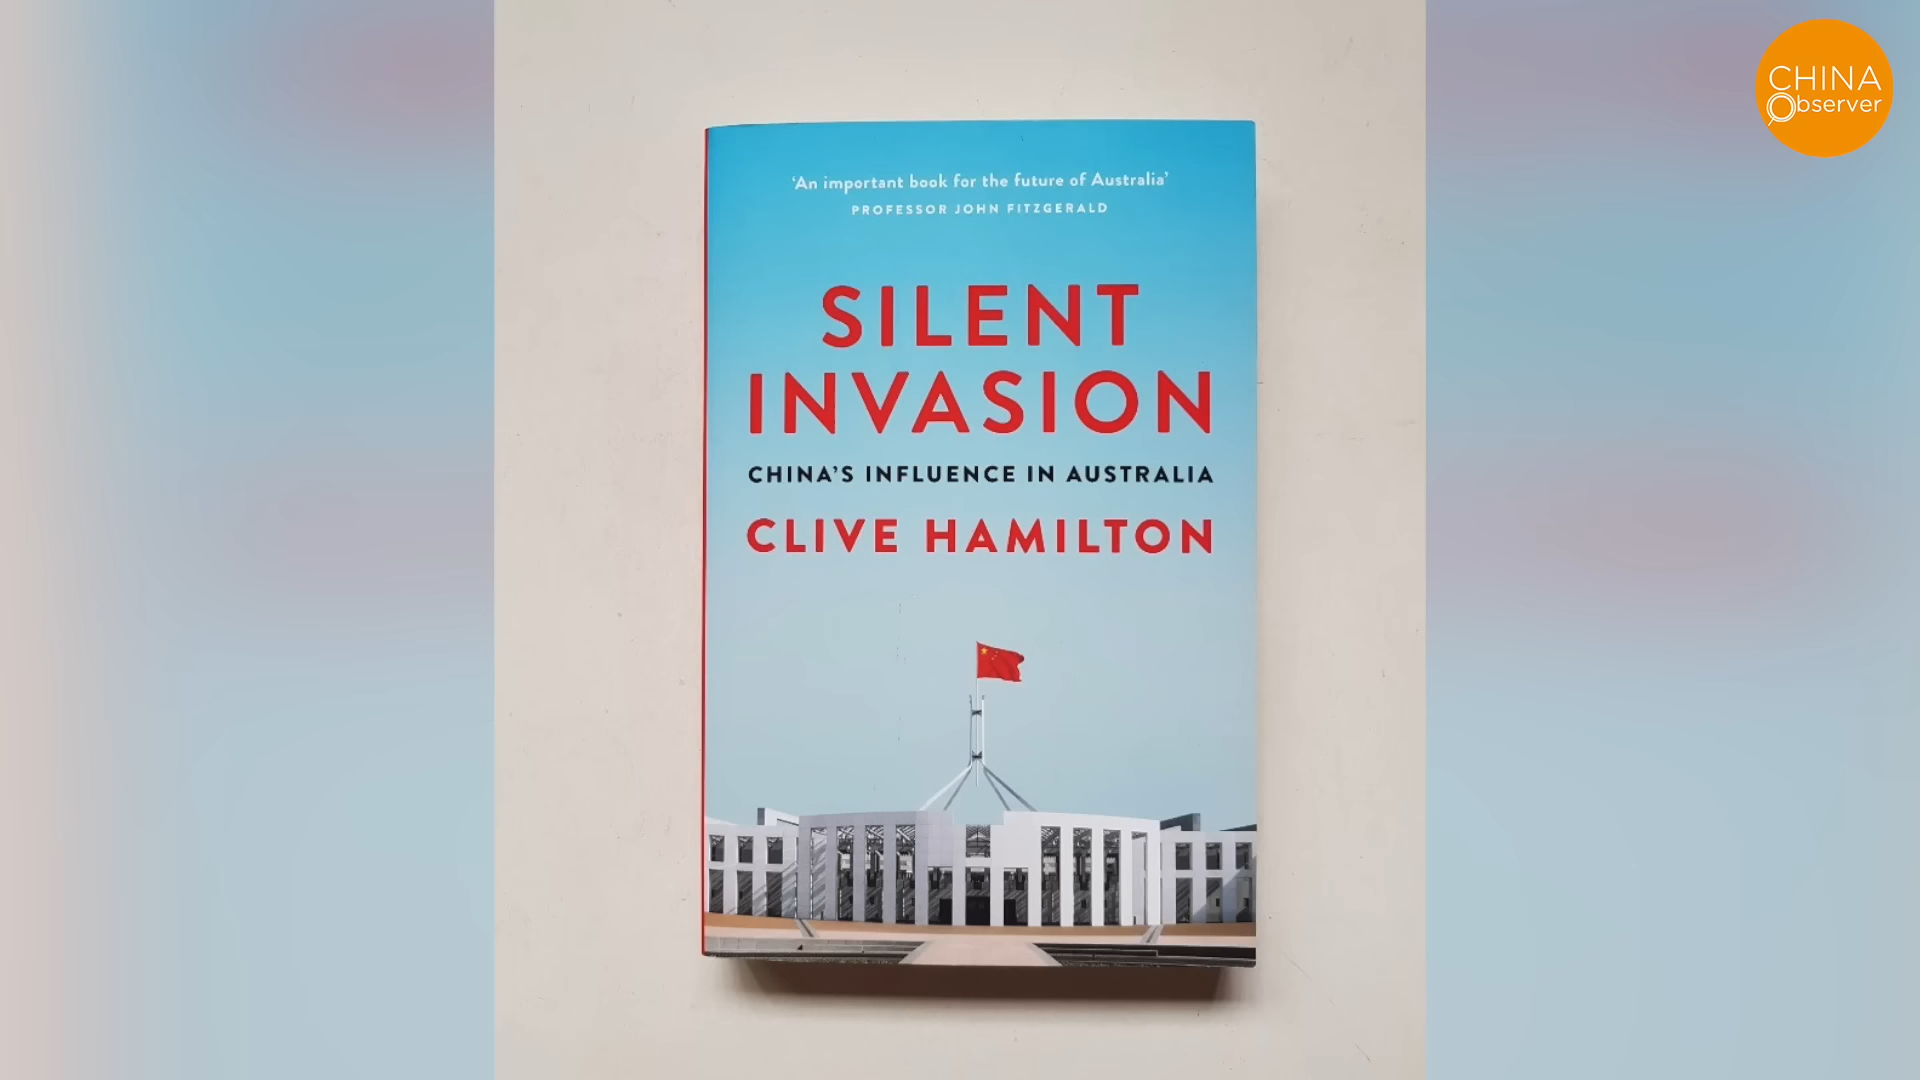 ‘An important book for the future of Australia’
PROFESSOR JOHN FITZGERALD
SILENT
INVASION
CHINA’S INFLUENCE IN AUSTRALIA
CLIVE HAMILTON
CHINA
Observer